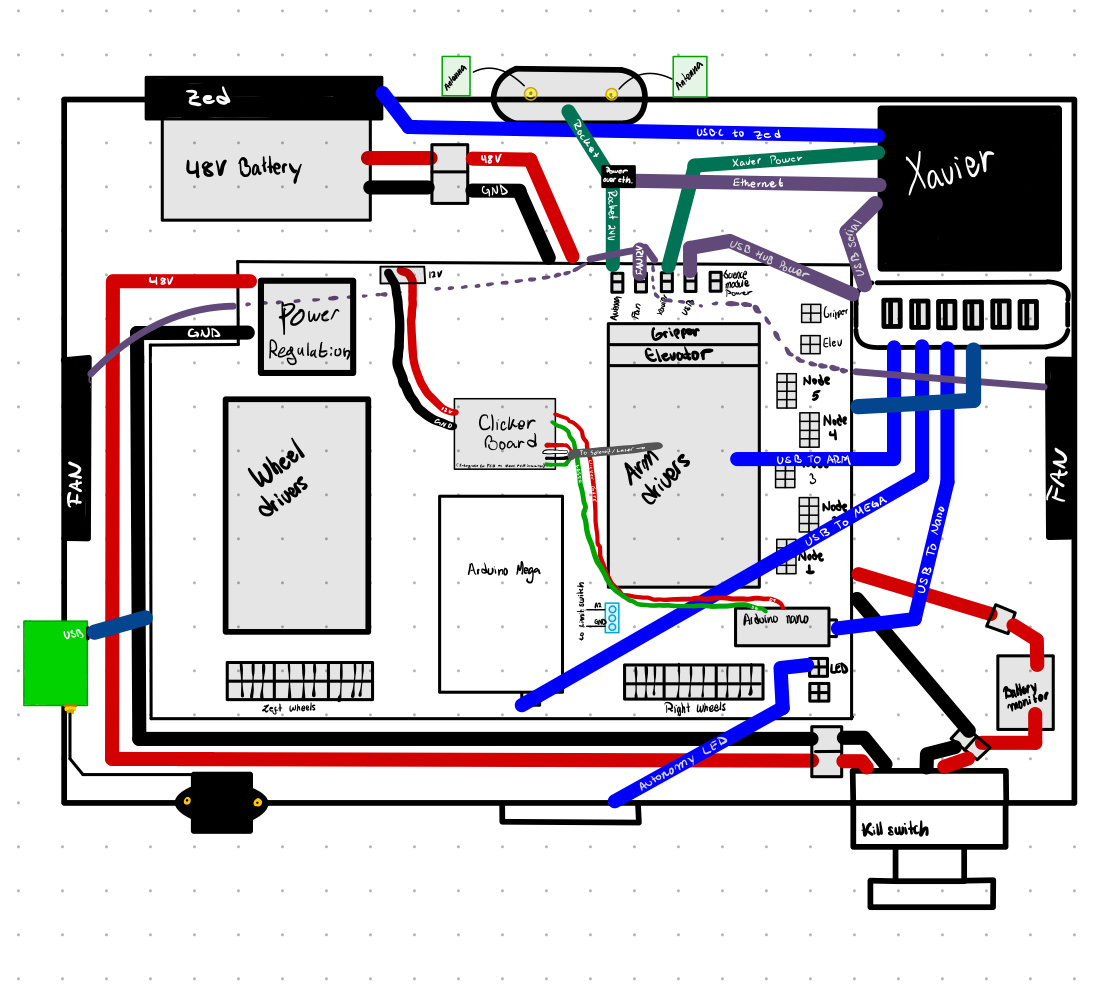 Antenna
Antenna
Zed
USBC to Zed
Rocket
Xavier Power
Xavier
48V Battery
48V
GND
Power
over eth.
Ethernet
Rocket 24V
USB Serial
FAN12V
USB HUB Power
48V
12V
Science
module
Power
Antenna
Fan
Xavier
USB
Gripper
Elev
GND
Power
Regulation
Gripper
Elevator
Node
5
12V
GND
Clicker
Board
To Solenoid/Laser
Node
4
Wheel
drivers
Arm
drivers
USB TO ARM
3
FAN
FAN
Node
USB TO MEGA
USB To Nano
Node
1
Arduino Mega
to Limit switch
A2
GND
Arduino nano
USB
LED
Battery
monitor
Left wheels
Right wheels
Autonomy LED
Kill switch